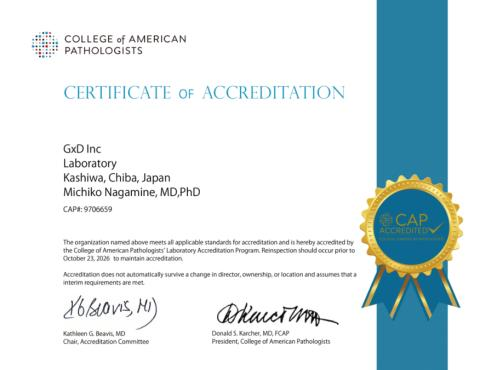 COLLEGE of AMERICAN
PATHOLOGISTS
CERTIFICATE OF ACCREDITATION
GxD Inc
Laboratory
Kashiwa, Chiba, Japan
Michiko Nagamine, MD,PhD
CAP#: 9706659
The organization named above meets all applicable standards for accreditation and is hereby accredited by
the College of American Pathologists' Laboratory Accreditation Program. Reinspection should occur prior to
October 23, 2026 to maintain accreditation.
Accreditation does not automatically survive a change in director, ownership, or location and assumes that all
interim requirements are met.
Kathleen G. Beavis, MD
Chair, Accreditation Committee
Donald S. Karcher, MD, FCAP
President, College of American Pathologists
CAP
ACCREDITED
COLLEGE of AMERICAN PATHOLOGISTS